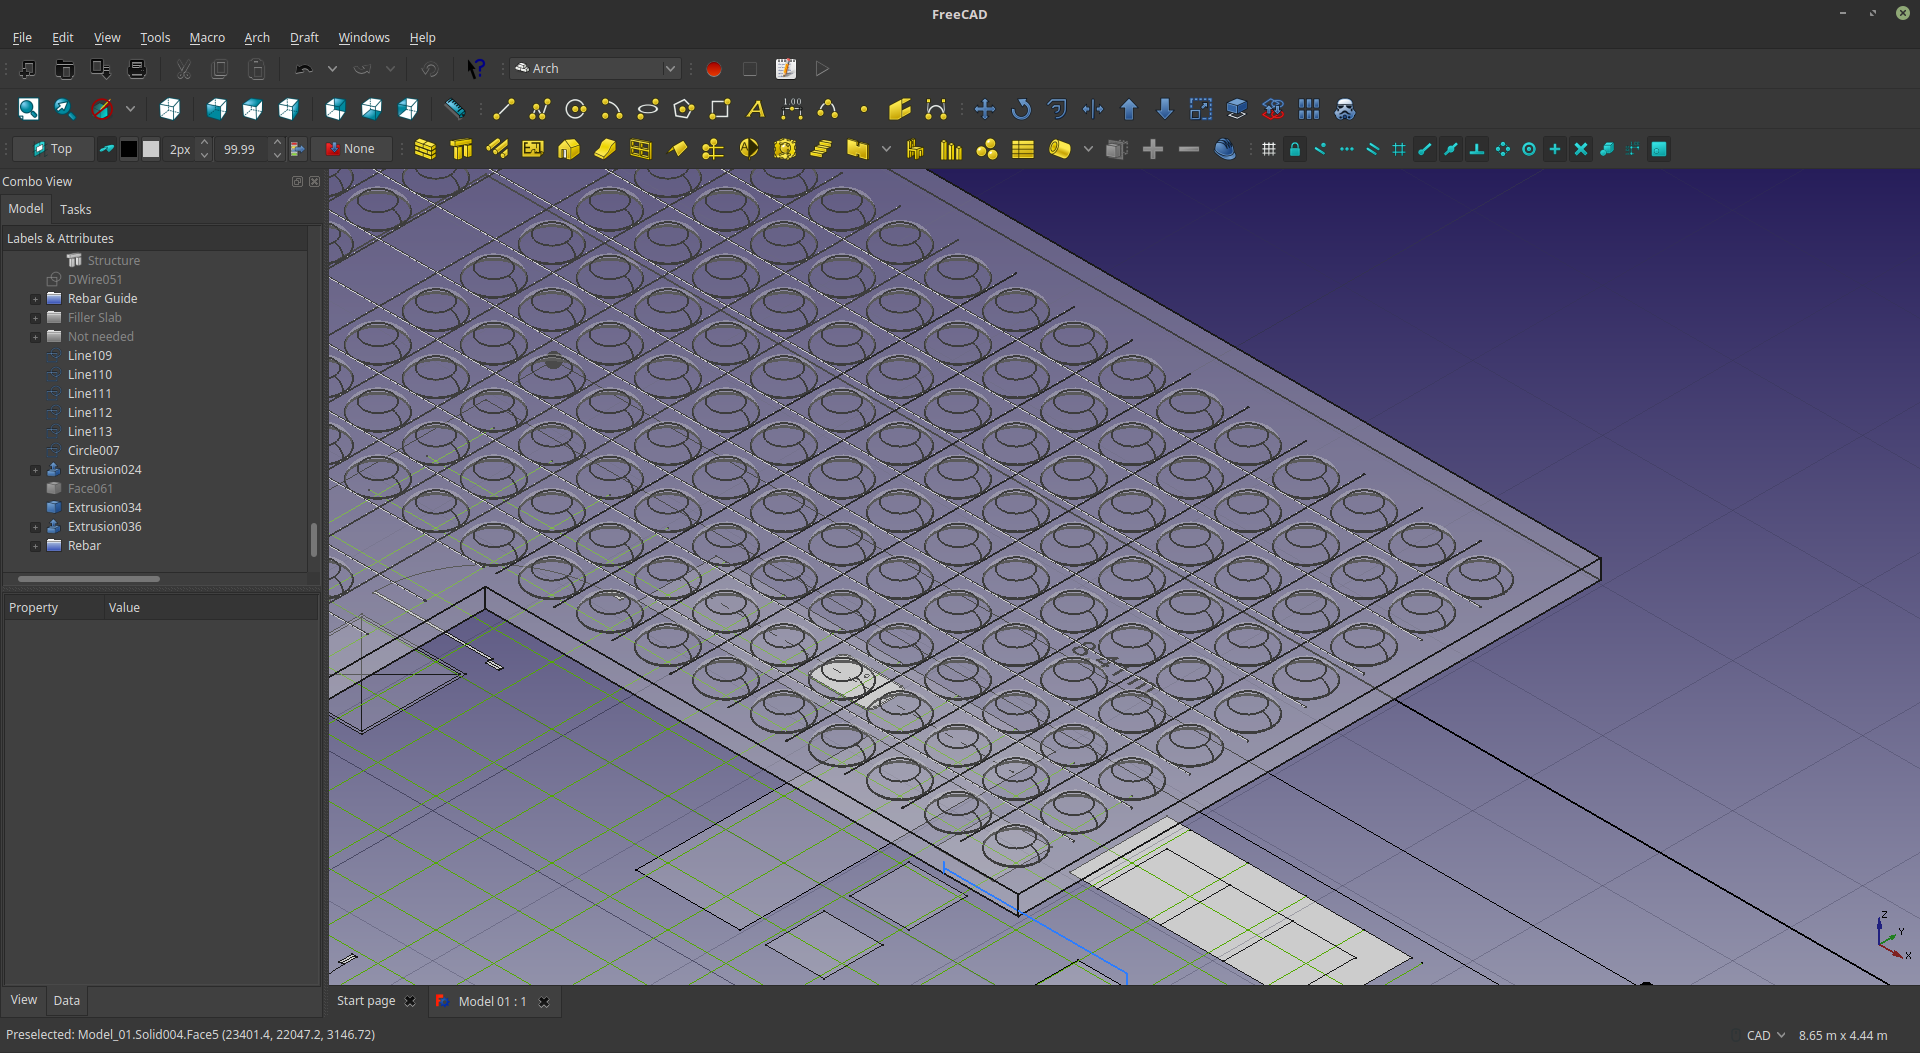 FreeCAD
File Edit View Tools Macro Arch Draft Windows Help
Arch
A 1.00
Top 2px 99.99 None
Combo View
Model Tasks
Labels & Attributes
Structure
DWire051
Rebar Guide
Filler Slab
Not needed
Line109
Line110
Line111
Line112
Line113
Circle007
Extrusion024
Face061
Extrusion034
Extrusion036
Rebar
Property Value
Z
Y
X
View Data
Start page Model 01 : 1
Preselected: Model_01.Solid004.Face5 (23401.4, 22047.2, 3146.72)
CAD 8.65 m x 4.44 m